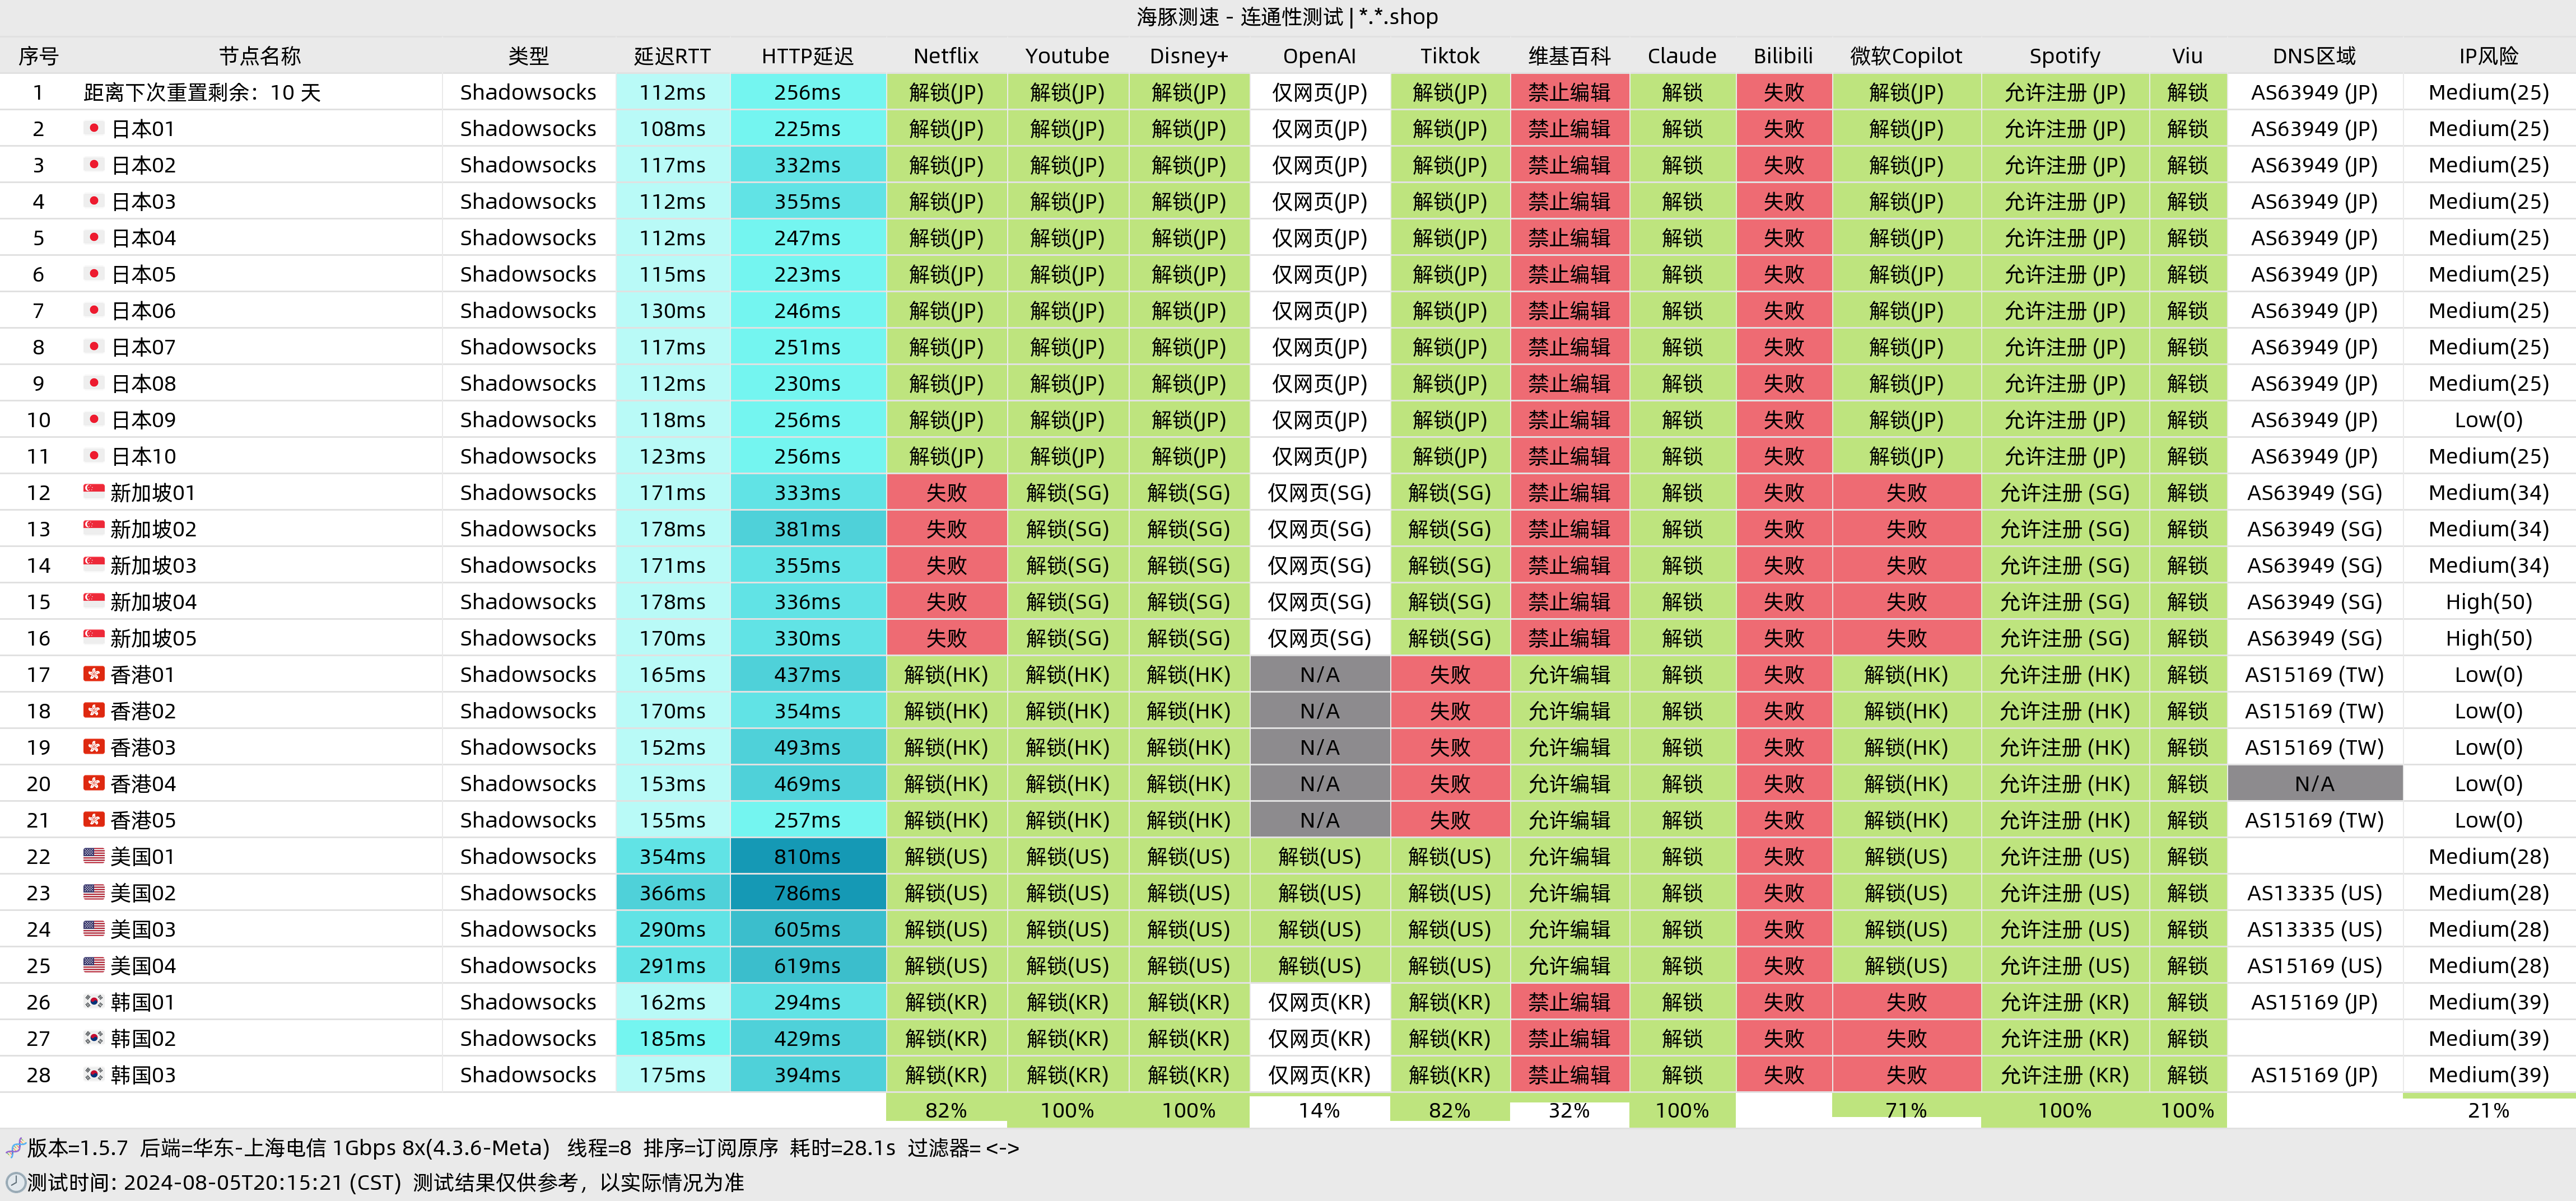 海豚测速 - 连通性测试 | *.*.shop
序号 节点名称 类型 延迟RTT HTTP延迟 Netflix Youtube Disney+ OpenAI Tiktok 维基百科 Claude Bilibili 微软Copilot Spotify Viu DNS区域 IP风险
1 距离下次重置剩余：10 天 Shadowsocks 112ms 256ms 解锁(JP) 解锁(JP) 解锁(JP) 仅网页(JP) 解锁(JP) 禁止编辑 解锁 失败 解锁(JP) 允许注册 (JP) 解锁 AS63949 (JP) Medium(25)
2 日本01 Shadowsocks 108ms 225ms 解锁(JP) 解锁(JP) 解锁(JP) 仅网页(JP) 解锁(JP) 禁止编辑 解锁 失败 解锁(JP) 允许注册 (JP) 解锁 AS63949 (JP) Medium(25)
3 日本02 Shadowsocks 117ms 332ms 解锁(JP) 解锁(JP) 解锁(JP) 仅网页(JP) 解锁(JP) 禁止编辑 解锁 失败 解锁(JP) 允许注册 (JP) 解锁 AS63949 (JP) Medium(25)
4 日本03 Shadowsocks 112ms 355ms 解锁(JP) 解锁(JP) 解锁(JP) 仅网页(JP) 解锁(JP) 禁止编辑 解锁 失败 解锁(JP) 允许注册 (JP) 解锁 AS63949 (JP) Medium(25)
5 日本04 Shadowsocks 112ms 247ms 解锁(JP) 解锁(JP) 解锁(JP) 仅网页(JP) 解锁(JP) 禁止编辑 解锁 失败 解锁(JP) 允许注册 (JP) 解锁 AS63949 (JP) Medium(25)
6 日本05 Shadowsocks 115ms 223ms 解锁(JP) 解锁(JP) 解锁(JP) 仅网页(JP) 解锁(JP) 禁止编辑 解锁 失败 解锁(JP) 允许注册 (JP) 解锁 AS63949 (JP) Medium(25)
7 日本06 Shadowsocks 130ms 246ms 解锁(JP) 解锁(JP) 解锁(JP) 仅网页(JP) 解锁(JP) 禁止编辑 解锁 失败 解锁(JP) 允许注册 (JP) 解锁 AS63949 (JP) Medium(25)
8 日本07 Shadowsocks 117ms 251ms 解锁(JP) 解锁(JP) 解锁(JP) 仅网页(JP) 解锁(JP) 禁止编辑 解锁 失败 解锁(JP) 允许注册 (JP) 解锁 AS63949 (JP) Medium(25)
9 日本08 Shadowsocks 112ms 230ms 解锁(JP) 解锁(JP) 解锁(JP) 仅网页(JP) 解锁(JP) 禁止编辑 解锁 失败 解锁(JP) 允许注册 (JP) 解锁 AS63949 (JP) Medium(25)
10 日本09 Shadowsocks 118ms 256ms 解锁(JP) 解锁(JP) 解锁(JP) 仅网页(JP) 解锁(JP) 禁止编辑 解锁 失败 解锁(JP) 允许注册 (JP) 解锁 AS63949 (JP) Low(0)
11 日本10 Shadowsocks 123ms 256ms 解锁(JP) 解锁(JP) 解锁(JP) 仅网页(JP) 解锁(JP) 禁止编辑 解锁 失败 解锁(JP) 允许注册 (JP) 解锁 AS63949 (JP) Medium(25)
12 新加坡01 Shadowsocks 171ms 333ms 失败 解锁(SG) 解锁(SG) 仅网页(SG) 解锁(SG) 禁止编辑 解锁 失败 失败 允许注册 (SG) 解锁 AS63949 (SG) Medium(34)
13 新加坡02 Shadowsocks 178ms 381ms 失败 解锁(SG) 解锁(SG) 仅网页(SG) 解锁(SG) 禁止编辑 解锁 失败 失败 允许注册 (SG) 解锁 AS63949 (SG) Medium(34)
14 新加坡03 Shadowsocks 171ms 355ms 失败 解锁(SG) 解锁(SG) 仅网页(SG) 解锁(SG) 禁止编辑 解锁 失败 失败 允许注册 (SG) 解锁 AS63949 (SG) Medium(34)
15 新加坡04 Shadowsocks 178ms 336ms 失败 解锁(SG) 解锁(SG) 仅网页(SG) 解锁(SG) 禁止编辑 解锁 失败 失败 允许注册 (SG) 解锁 AS63949 (SG) High(50)
16 新加坡05 Shadowsocks 170ms 330ms 失败 解锁(SG) 解锁(SG) 仅网页(SG) 解锁(SG) 禁止编辑 解锁 失败 失败 允许注册 (SG) 解锁 AS63949 (SG) High(50)
17 香港01 Shadowsocks 165ms 437ms 解锁(HK) 解锁(HK) 解锁(HK) N/A 失败 允许编辑 解锁 失败 解锁(HK) 允许注册 (HK) 解锁 AS15169 (TW) Low(0)
18 香港02 Shadowsocks 170ms 354ms 解锁(HK) 解锁(HK) 解锁(HK) N/A 失败 允许编辑 解锁 失败 解锁(HK) 允许注册 (HK) 解锁 AS15169 (TW) Low(0)
19 香港03 Shadowsocks 152ms 493ms 解锁(HK) 解锁(HK) 解锁(HK) N/A 失败 允许编辑 解锁 失败 解锁(HK) 允许注册 (HK) 解锁 AS15169 (TW) Low(0)
20 香港04 Shadowsocks 153ms 469ms 解锁(HK) 解锁(HK) 解锁(HK) N/A 失败 允许编辑 解锁 失败 解锁(HK) 允许注册 (HK) 解锁 N/A Low(0)
21 香港05 Shadowsocks 155ms 257ms 解锁(HK) 解锁(HK) 解锁(HK) N/A 失败 允许编辑 解锁 失败 解锁(HK) 允许注册 (HK) 解锁 AS15169 (TW) Low(0)
22 美国01 Shadowsocks 354ms 810ms 解锁(US) 解锁(US) 解锁(US) 解锁(US) 解锁(US) 允许编辑 解锁 失败 解锁(US) 允许注册 (US) 解锁 Medium(28)
23 美国02 Shadowsocks 366ms 786ms 解锁(US) 解锁(US) 解锁(US) 解锁(US) 解锁(US) 允许编辑 解锁 失败 解锁(US) 允许注册 (US) 解锁 AS13335 (US) Medium(28)
24 美国03 Shadowsocks 290ms 605ms 解锁(US) 解锁(US) 解锁(US) 解锁(US) 解锁(US) 允许编辑 解锁 失败 解锁(US) 允许注册 (US) 解锁 AS13335 (US) Medium(28)
25 美国04 Shadowsocks 291ms 619ms 解锁(US) 解锁(US) 解锁(US) 解锁(US) 解锁(US) 允许编辑 解锁 失败 解锁(US) 允许注册 (US) 解锁 AS15169 (US) Medium(28)
26 韩国01 Shadowsocks 162ms 294ms 解锁(KR) 解锁(KR) 解锁(KR) 仅网页(KR) 解锁(KR) 禁止编辑 解锁 失败 失败 允许注册 (KR) 解锁 AS15169 (JP) Medium(39)
27 韩国02 Shadowsocks 185ms 429ms 解锁(KR) 解锁(KR) 解锁(KR) 仅网页(KR) 解锁(KR) 禁止编辑 解锁 失败 失败 允许注册 (KR) 解锁 Medium(39)
28 韩国03 Shadowsocks 175ms 394ms 解锁(KR) 解锁(KR) 解锁(KR) 仅网页(KR) 解锁(KR) 禁止编辑 解锁 失败 失败 允许注册 (KR) 解锁 AS15169 (JP) Medium(39)
82% 100% 100% 14% 82% 32% 100% 71% 100% 100% 21%
版本=1.5.7 后端=华东-上海电信 1Gbps 8x(4.3.6-Meta) 线程=8 排序=订阅原序 耗时=28.1s 过滤器= <->
测试时间: 2024-08-05T20:15:21 (CST) 测试结果仅供参考，以实际情况为准